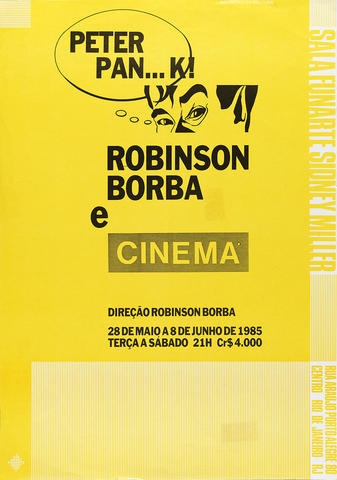 PETER
PAN...K!
ROBINSON
BORBA
e
CINEMA
DIREÇÃO ROBINSON BORBA
28 DE MAIO A 8 DE JUNHO DE 1985
TERÇA A SÁBADO 21H Cr$ 4.000
SALA FUNARTE SIDNEY MILLER
RUA ARAUJO PORTO ALEGRE 80
CENTRO RIO DE JANEIRO RJ